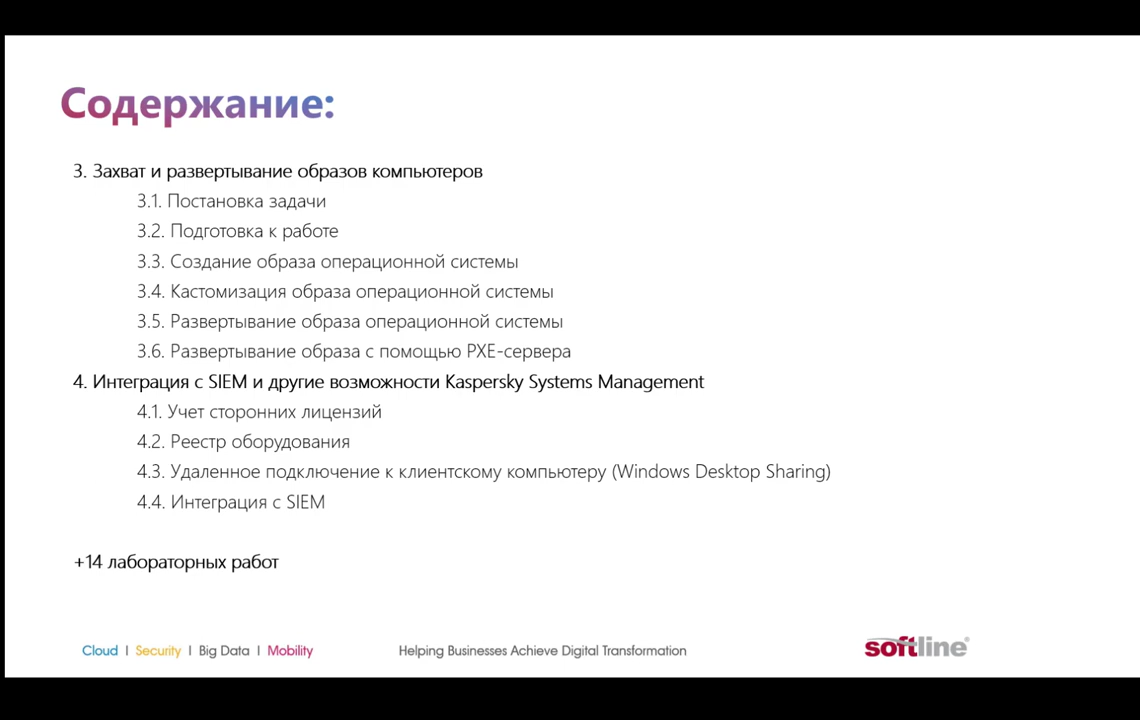 Содержание:
3. Захват и развертывание образов компьютеров
3.1. Постановка задачи
3.2. Подготовка к работе
3.3. Создание образа операционной системы
3.4. Кастомизация образа операционной системы
3.5. Развертывание образа операционной системы
3.6. Развертывание образа с помощью PXE-сервера
4. Интеграция с SIEM и другие возможности Kaspersky Systems Management
4.1. Учет сторонних лицензий
4.2. Реестр оборудования
4.3. Удаленное подключение к клиентскому компьютеру (Windows Desktop Sharing)
4.4. Интеграция с SIEM
+14 лабораторных работ
Cloud | Security | Big Data | Mobility
Helping Businesses Achieve Digital Transformation
softline®